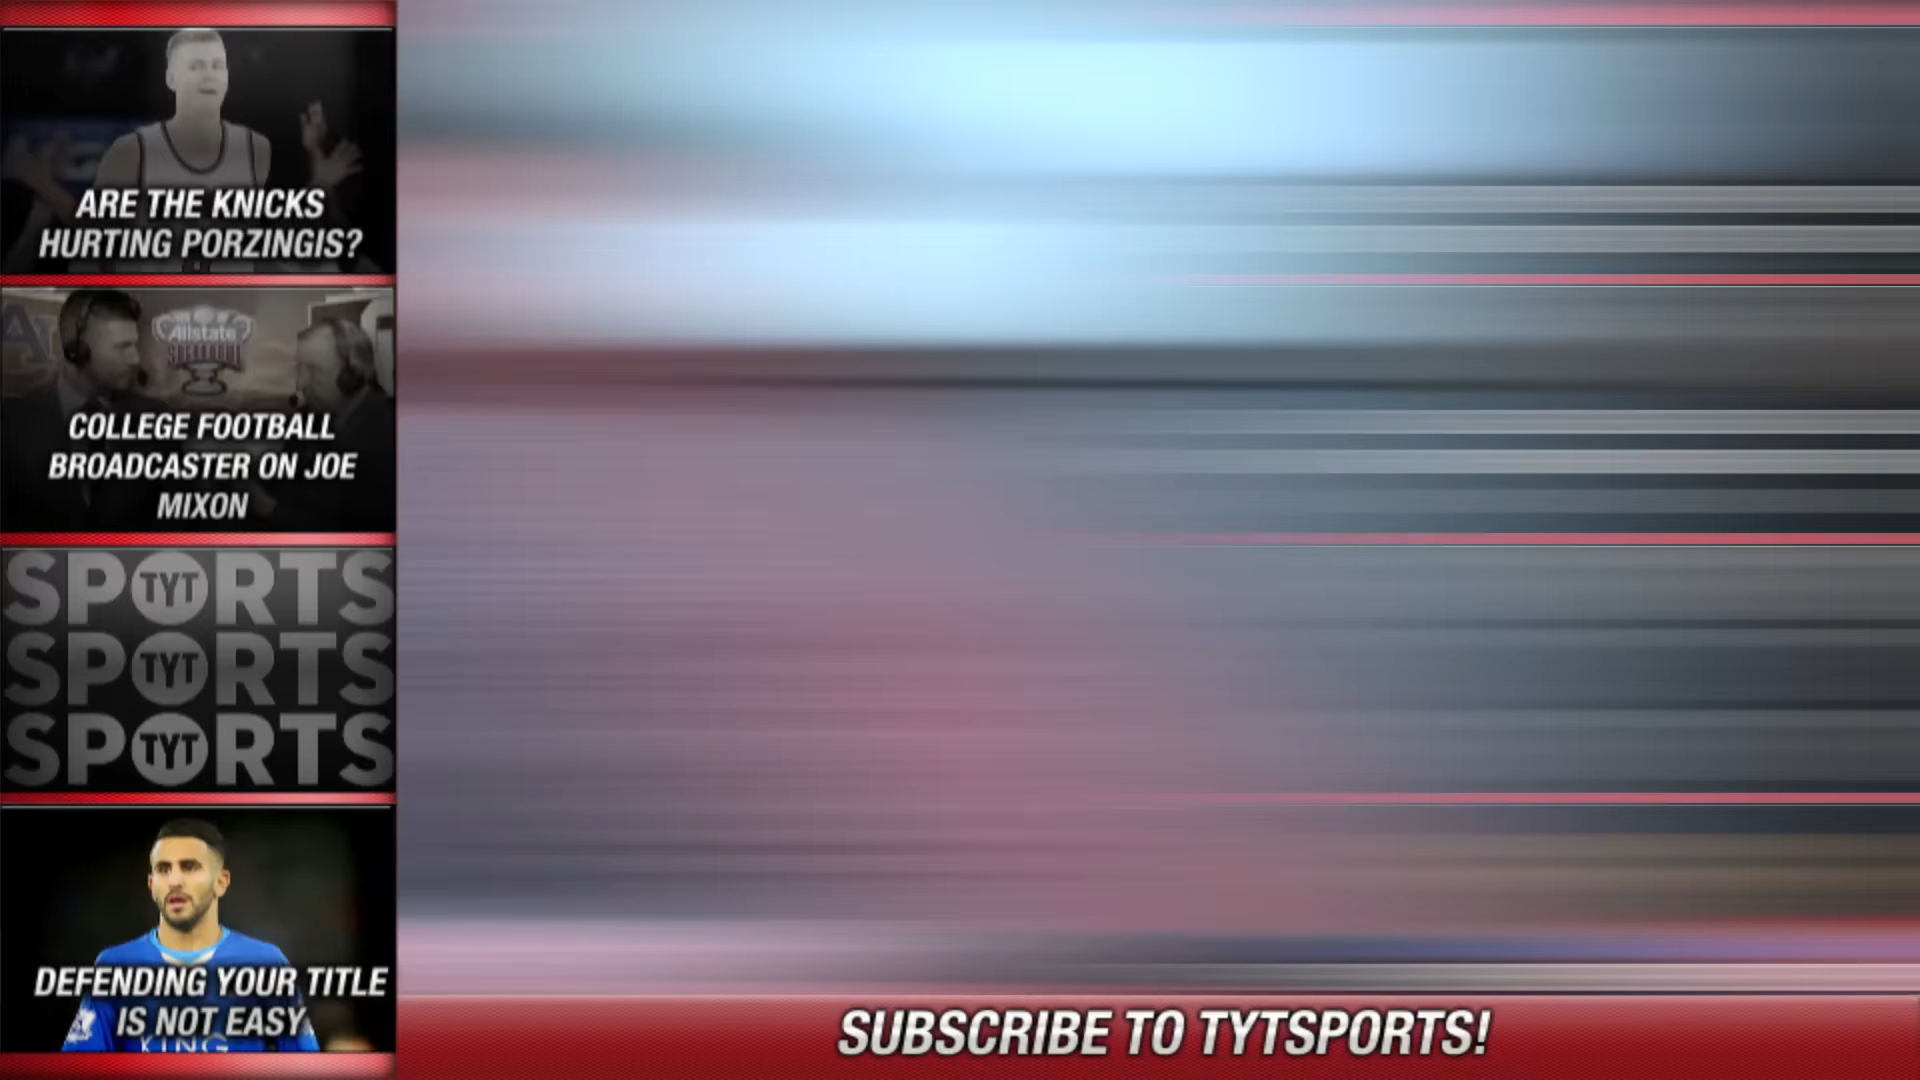 ARE THE KNICKS
HURTING PORZINGIS?
Allstate
COLLEGE FOOTBALL
BROADCASTER ON JOE
MIXON
SPORTS
TYT
SPORTS
TYT
SPORTS
TYT
DEFENDING YOUR TITLE
IS NOT EASY
KING
SUBSCRIBE TO TYTSPORTS!